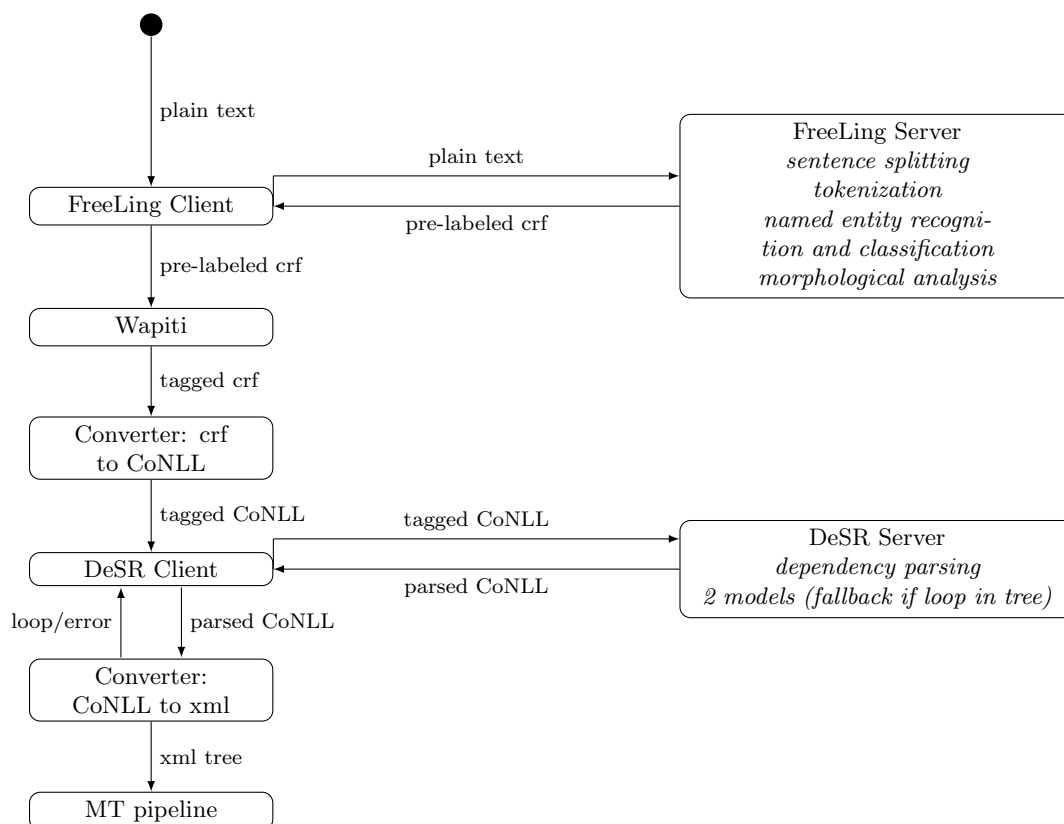 plain text
FreeLing Server
sentence splitting
tokenization
named entity recogni-
tion and classification
morphological analysis
plain text
FreeLing Client
pre-labeled crf
pre-labeled crf
Wapiti
tagged crf
Converter: crf
to CoNLL
tagged CoNLL
tagged CoNLL
DeSR Server
dependency parsing
2 models (fallback if loop in tree)
DeSR Client
parsed CoNLL
loop/error
parsed CoNLL
Converter:
CoNLL to xml
xml tree
MT pipeline